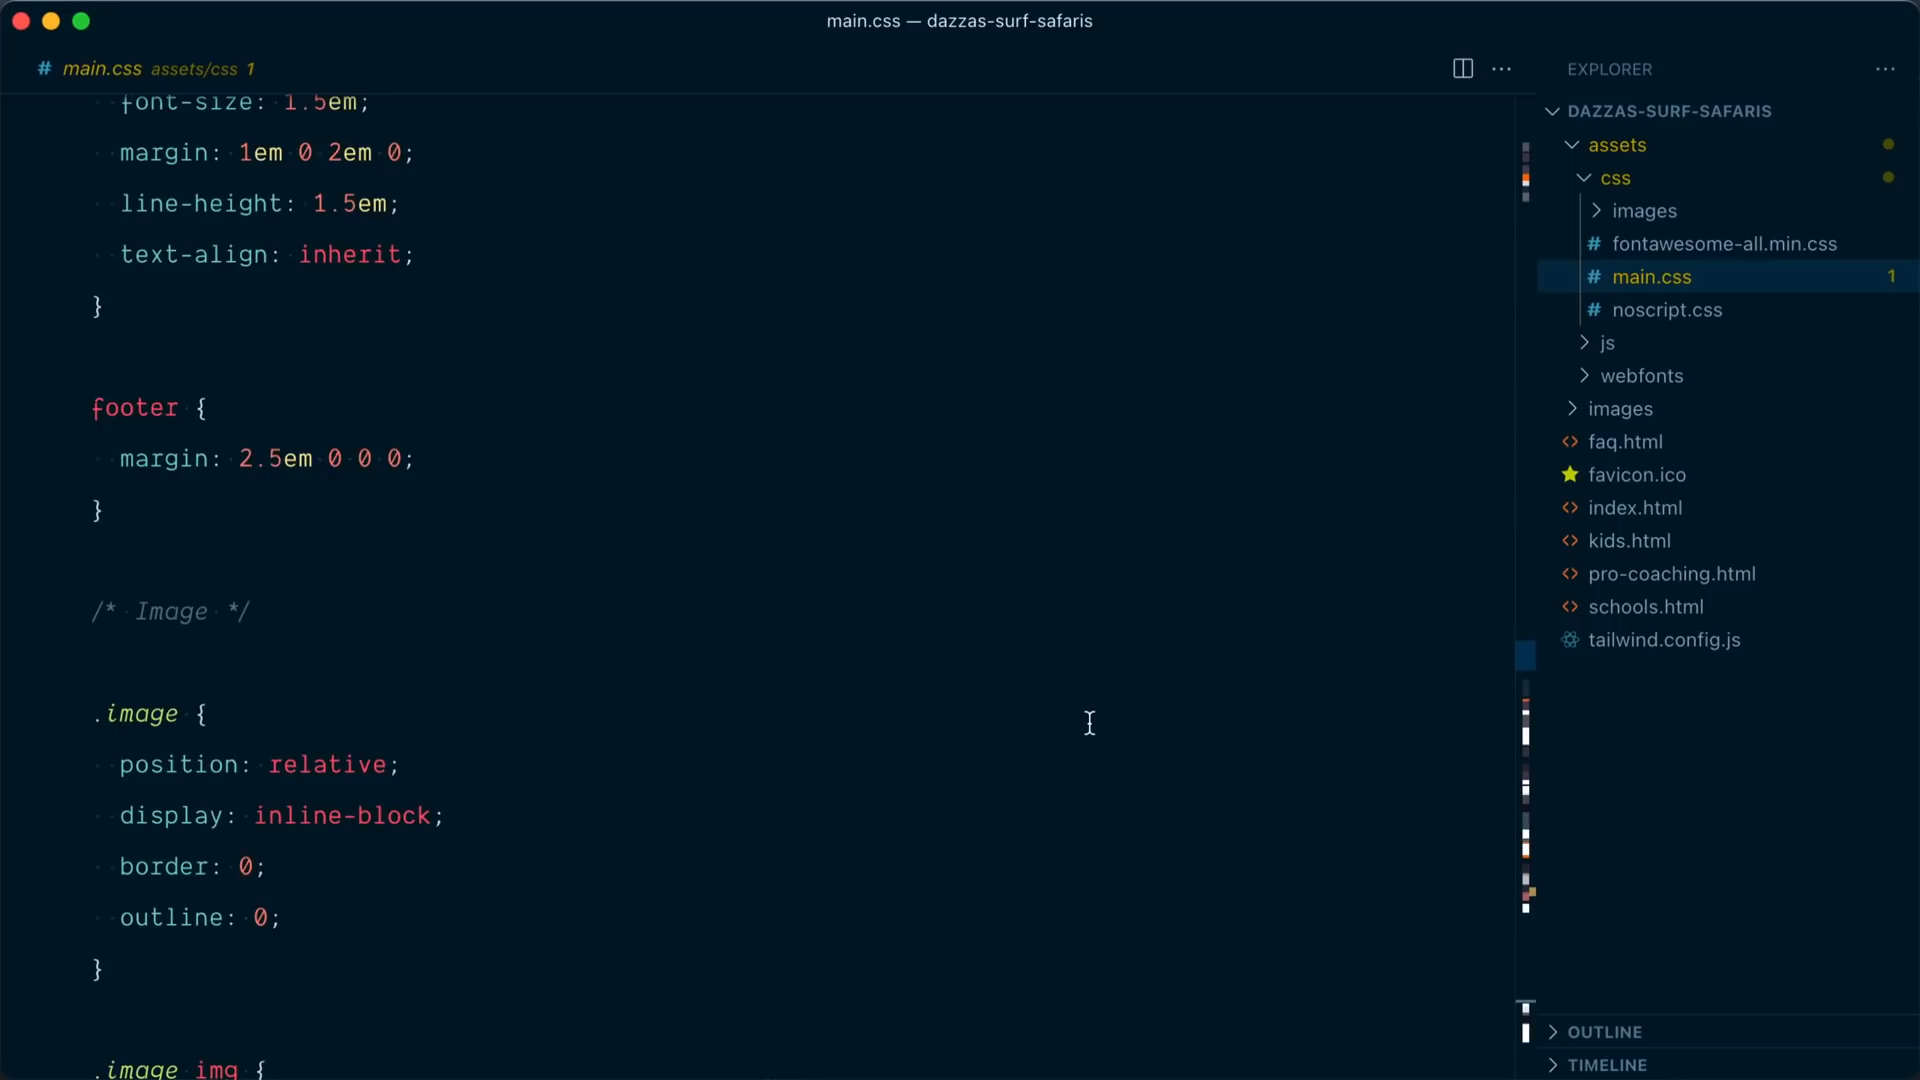 main.css — dazzas-surf-safaris
# main.css assets/css 1
font-size: 1.5em;
margin: 1em 0 2em 0;
line-height: 1.5em;
text-align: inherit;
}
footer {
margin: 2.5em 0 0 0;
}
/* Image */
.image {
position: relative;
display: inline-block;
border: 0;
outline: 0;
}
.image img {
EXPLORER
DAZZAS-SURF-SAFARIS
assets
css
images
# fontawesome-all.min.css
# main.css 1
# noscript.css
js
webfonts
images
<> faq.html
favicon.ico
<> index.html
<> kids.html
<> pro-coaching.html
<> schools.html
tailwind.config.js
OUTLINE
TIMELINE